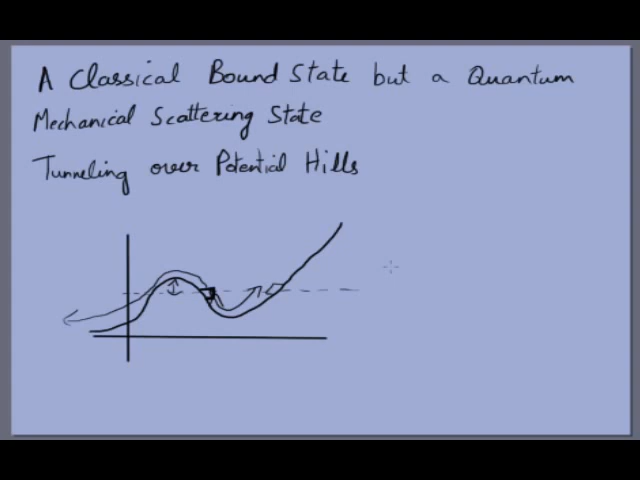 A Classical Bound State but a Quantum
Mechanical Scattering State
Tunneling over Potential Hills